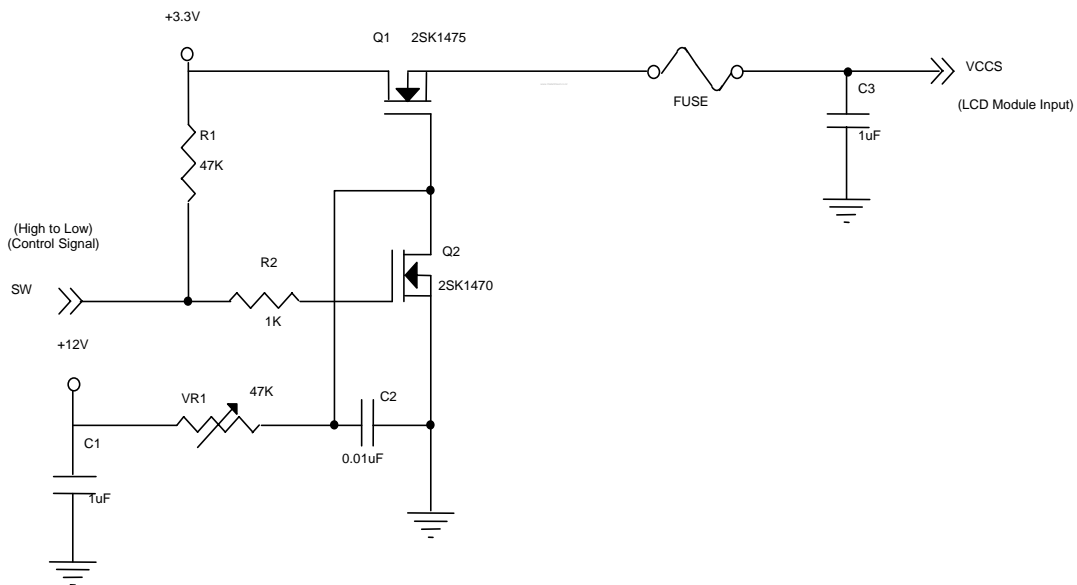 +3.3V
Q1 2SK1475
VCCS
FUSE
C3
(LCD Module Input)
1uF
R1
47K
(High to Low)
(Control Signal)
SW
R2
1K
Q2
2SK1470
+12V
VR1
47K
C2
0.01uF
C1
1uF